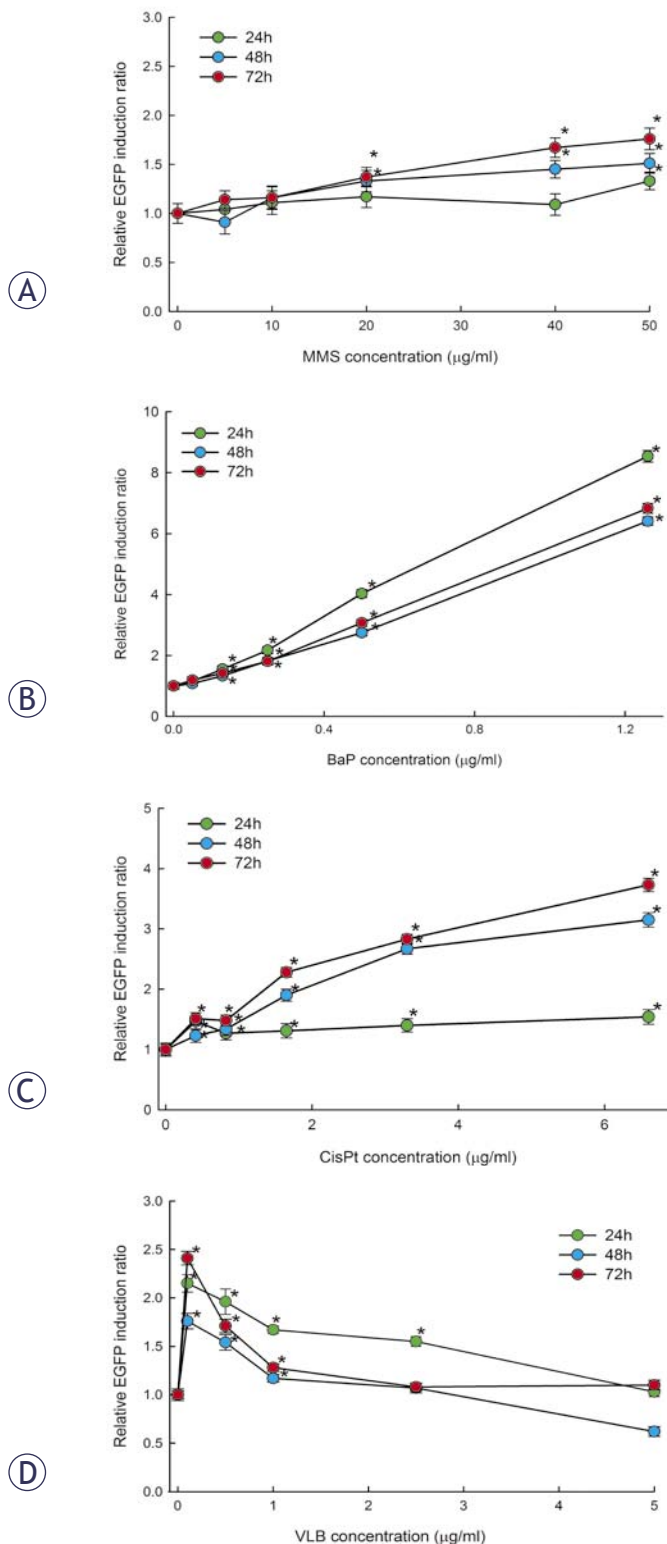 3.0
24h
48h
72h
2.5
2.0
1.5
1.0
0.5
0.0
Relative EGFP induction ratio
* * * * * * * *
0 10 20 30 40 50
MMS concentration (μg/ml)
A
10
24h
48h
72h
8
6
4
2
0
Relative EGFP induction ratio
* * * * * * * * * * * *
0.0 0.4 0.8 1.2
BaP concentration (μg/ml)
B
5
24h
48h
72h
4
3
2
1
0
Relative EGFP induction ratio
* * * * * * * * * * * * * * *
0 2 4 6
CisPt concentration (μg/ml)
C
3.0
24h
48h
72h
2.5
2.0
1.5
1.0
0.5
0.0
Relative EGFP induction ratio
* * * * * * * * * *
0 1 2 3 4 5
VLB concentration (μg/ml)
D